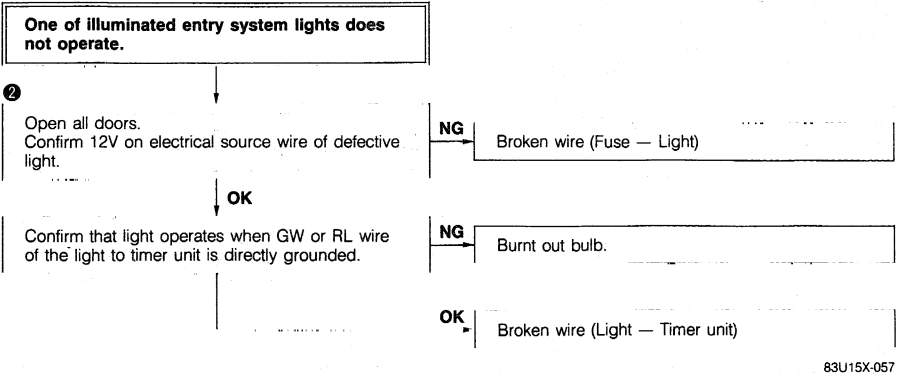 One of illuminated entry system lights does
not operate.
2
Open all doors.
Confirm 12V on electrical source wire of defective
light.
NG
Broken wire (Fuse — Light)
OK
Confirm that light operates when GW or RL wire
of the light to timer unit is directly grounded.
NG
Burnt out bulb.
OK
Broken wire (Light — Timer unit)
83U15X-057